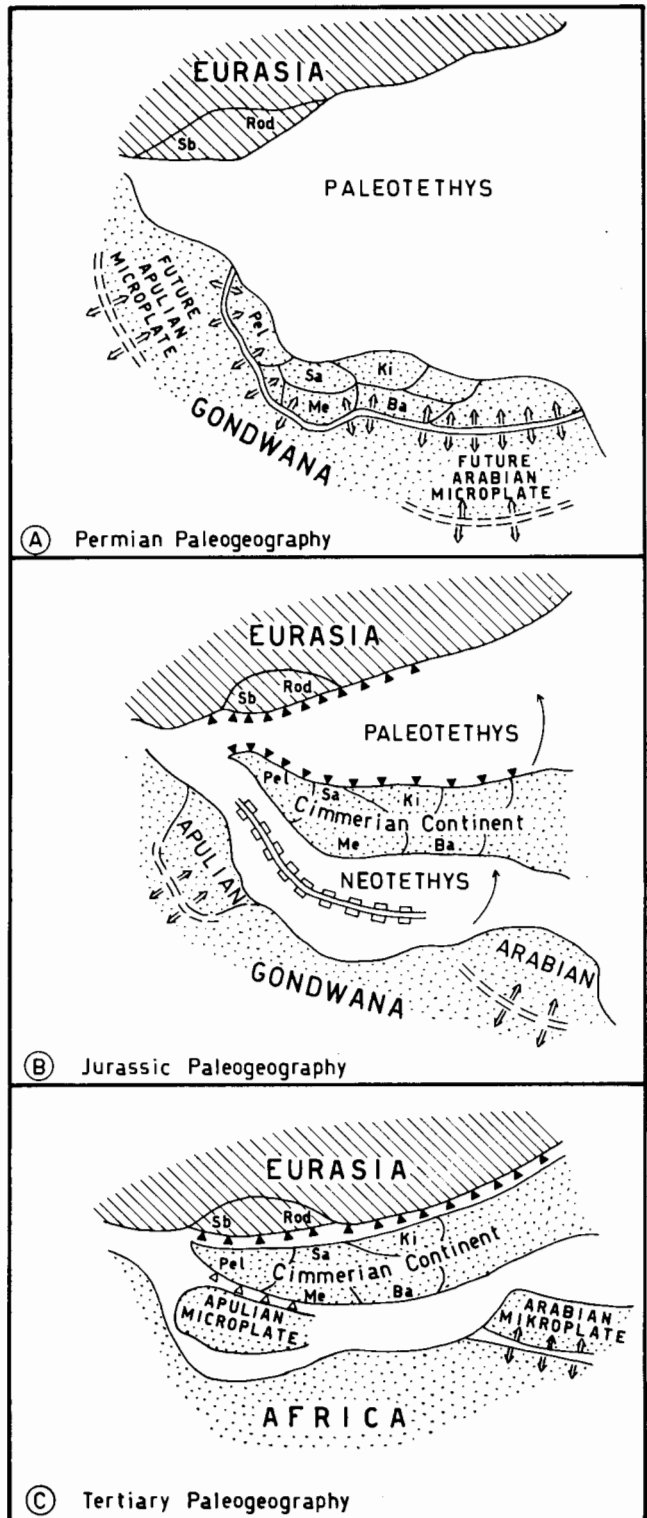 EURASIA
Rod
Sb
PALEOTETHYS
FUTURE
APULIAN
MICROPLATE
Pel
Sa
Ki
Me
Ba
GONDWANA
FUTURE
ARABIAN
MICROPLATE
A Permian Paleogeography
EURASIA
Sb Rod
PALEOTETHYS
Pel
Sa
Ki
Cimmerian Continent
Me
Ba
APULIAN
NEOTETHYS
ARABIAN
GONDWANA
B Jurassic Paleogeography
EURASIA
Sb Rod
Ki
Pel
Sa
Cimmerian Continent
Me
Ba
APULIAN
MICROPLATE
ARABIAN
MIKROPLATE
AFRICA
C Tertiary Paleogeography